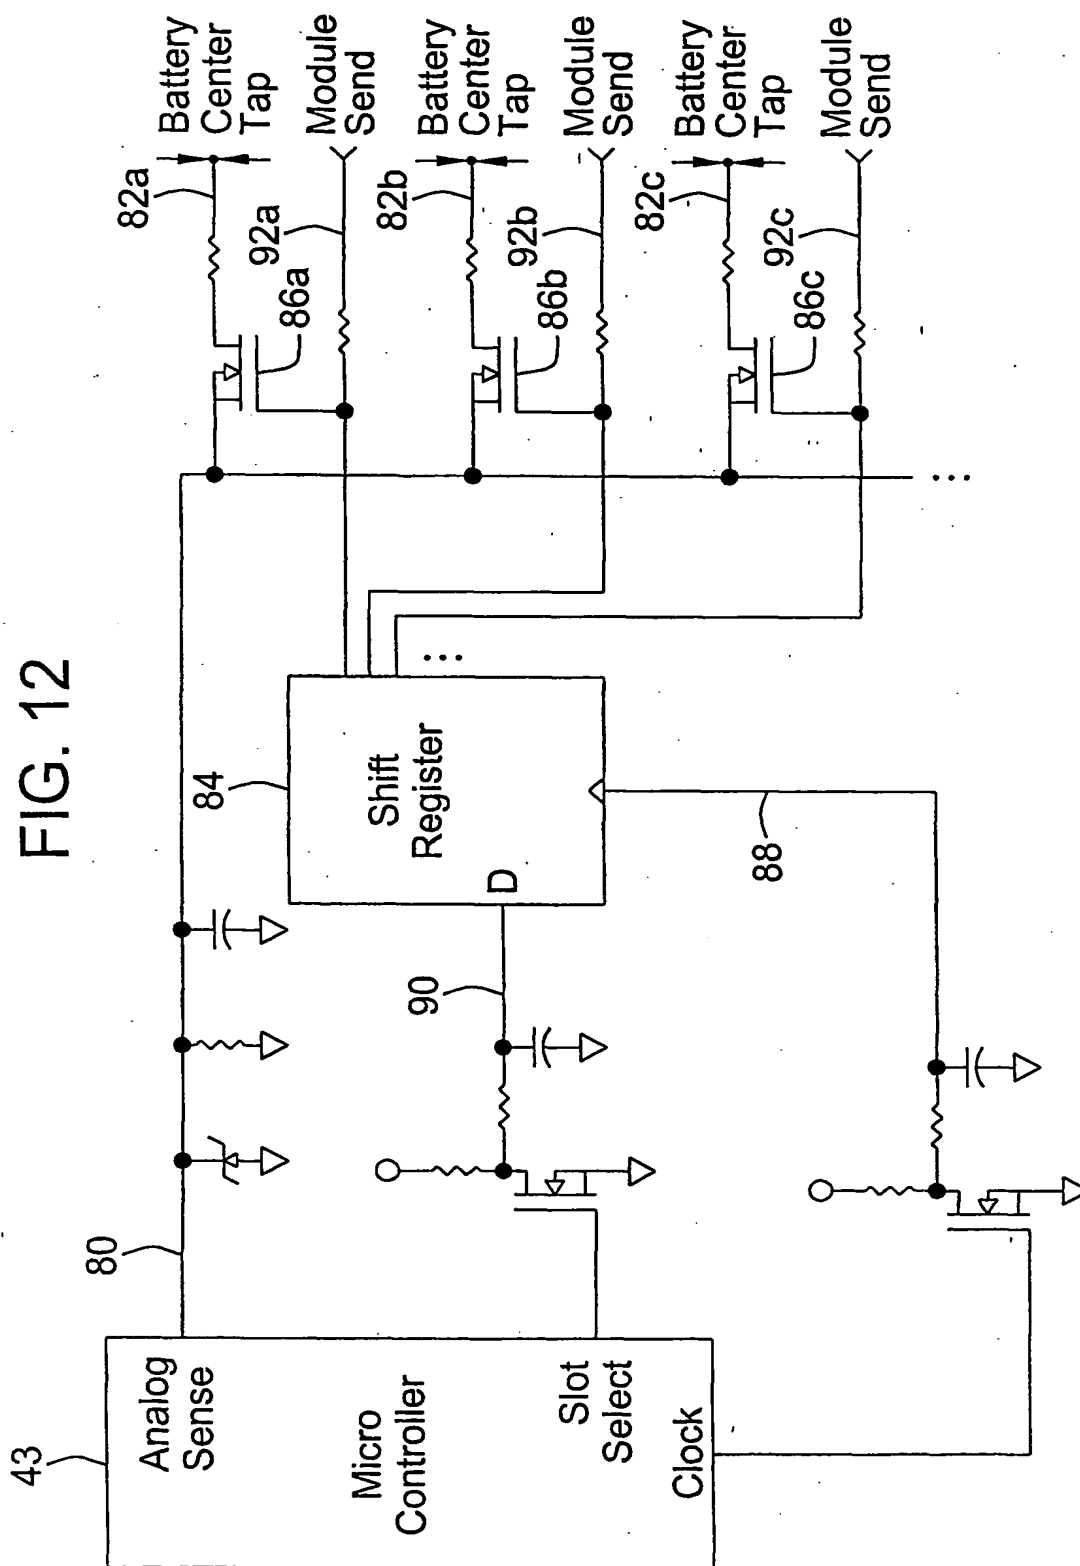 FIG. 12
43
Analog
Sense
Micro
Controller
Slot
Select
Clock
80
90
84
Shift
Register
D
88
82a
Battery
Center
Tap
92a
Module
Send
86a
82b
Battery
Center
Tap
92b
Module
Send
86b
82c
Battery
Center
Tap
92c
Module
Send
86c